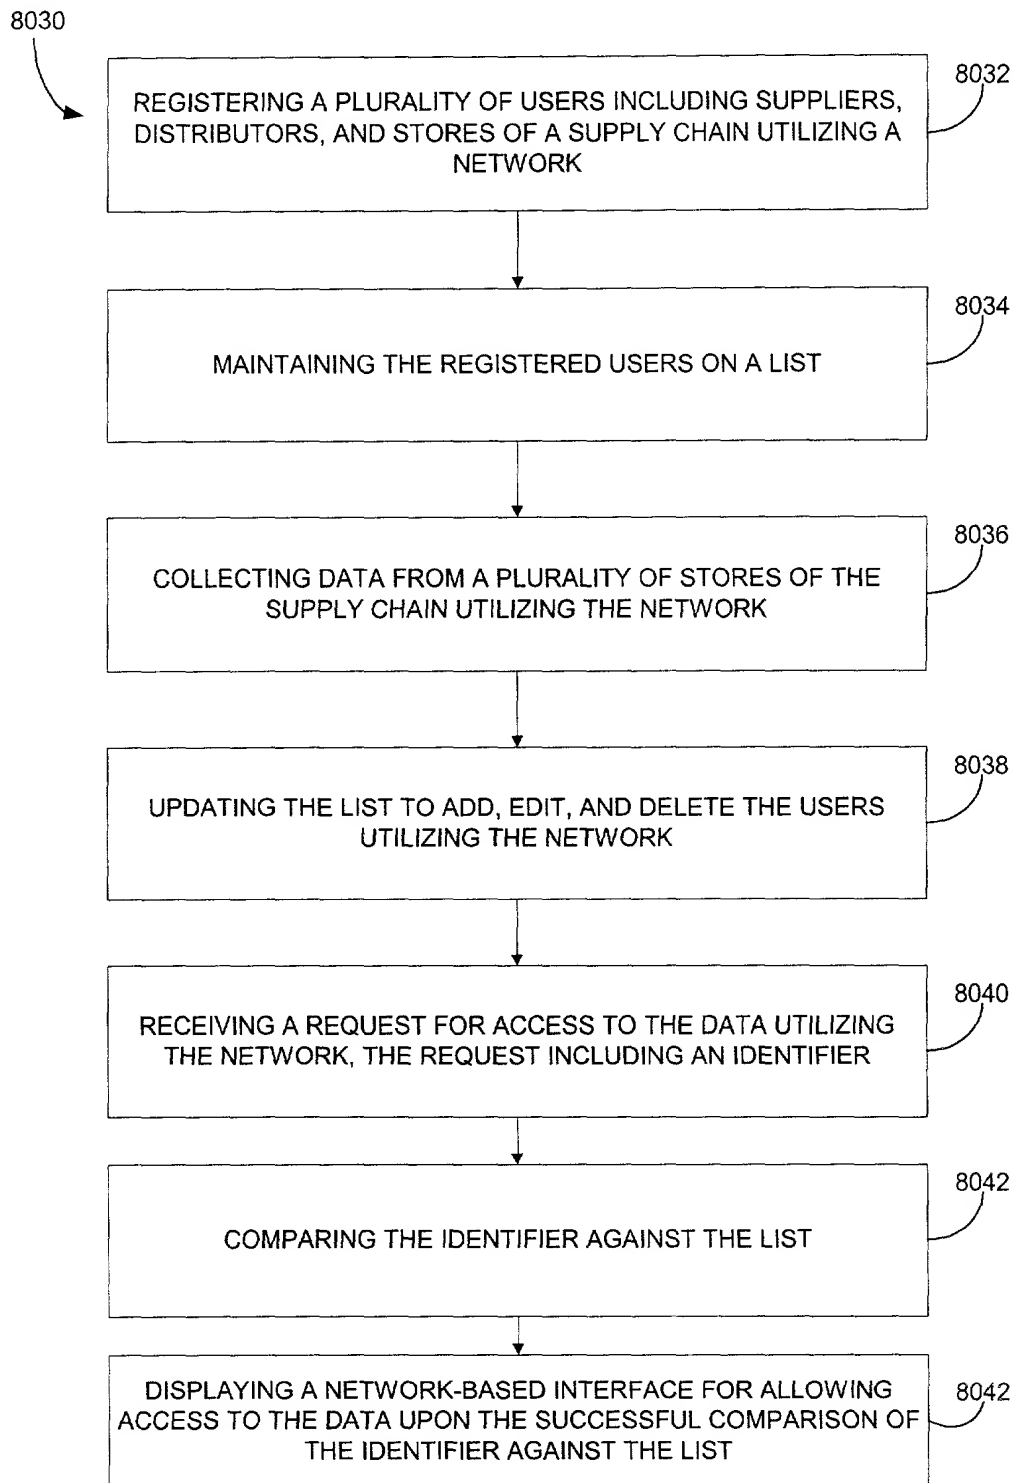 8030
8032
REGISTERING A PLURALITY OF USERS INCLUDING SUPPLIERS,
DISTRIBUTORS, AND STORES OF A SUPPLY CHAIN UTILIZING A
NETWORK
8034
MAINTAINING THE REGISTERED USERS ON A LIST
8036
COLLECTING DATA FROM A PLURALITY OF STORES OF THE
SUPPLY CHAIN UTILIZING THE NETWORK
8038
UPDATING THE LIST TO ADD, EDIT, AND DELETE THE USERS
UTILIZING THE NETWORK
8040
RECEIVING A REQUEST FOR ACCESS TO THE DATA UTILIZING
THE NETWORK, THE REQUEST INCLUDING AN IDENTIFIER
8042
COMPARING THE IDENTIFIER AGAINST THE LIST
8042
DISPLAYING A NETWORK-BASED INTERFACE FOR ALLOWING
ACCESS TO THE DATA UPON THE SUCCESSFUL COMPARISON OF
THE IDENTIFIER AGAINST THE LIST